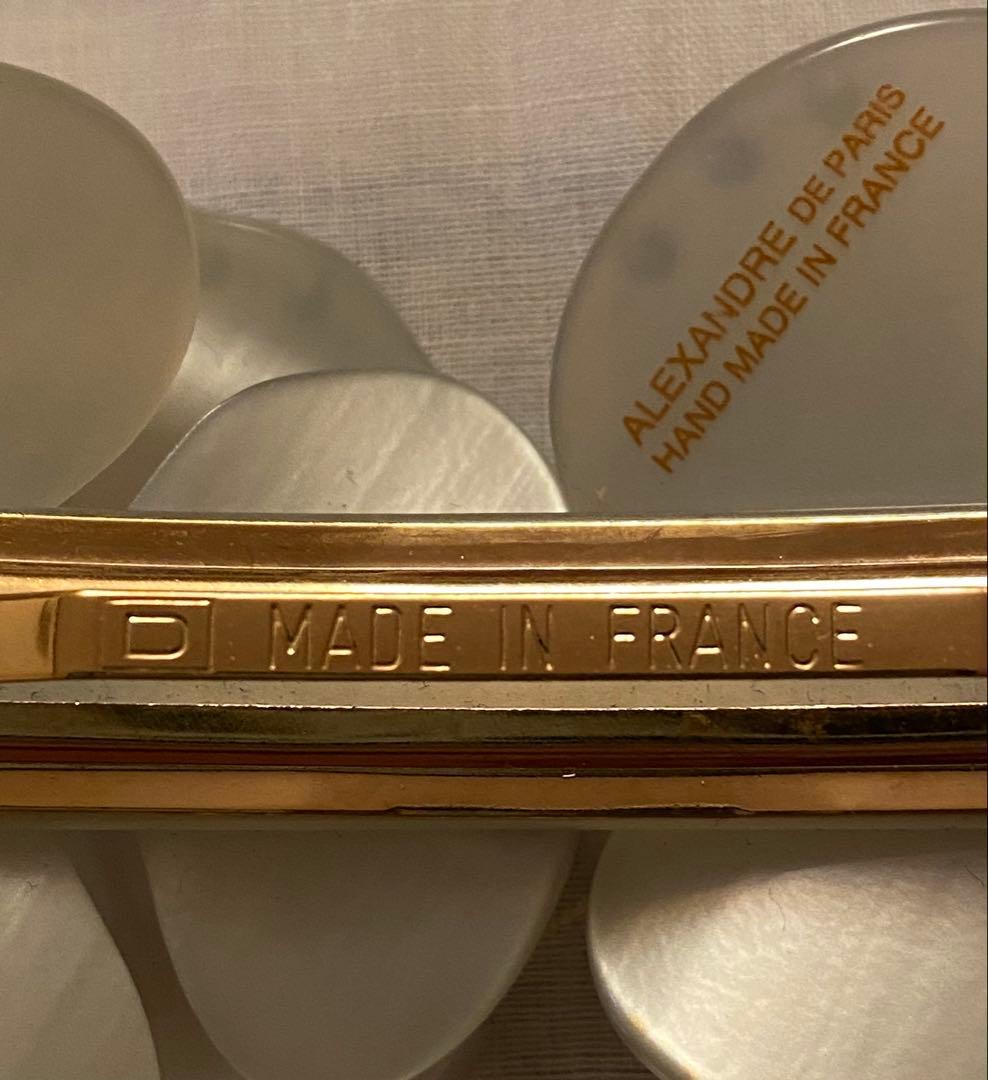 ALEXANDRE DE PARIS
HAND MADE IN FRANCE
D MADE IN FRANCE